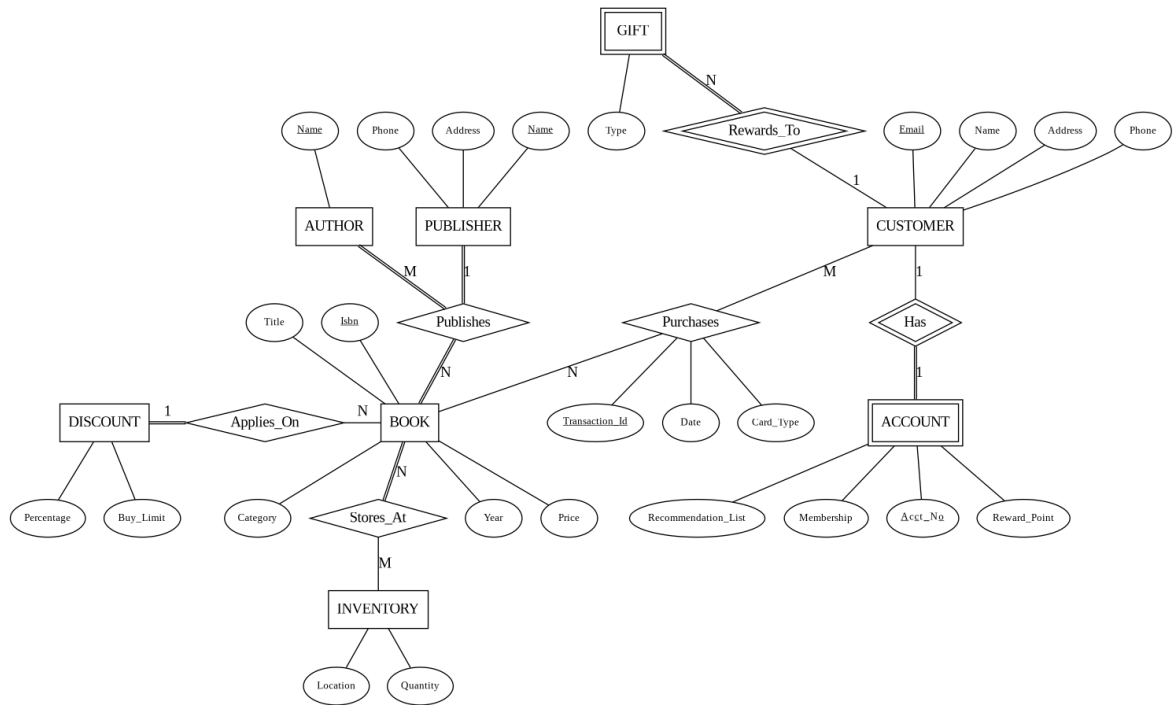 GIFT
N
Name
Phone
Address
Name
Type
Rewards_To
Email
Name
Address
Phone
1
AUTHOR
PUBLISHER
CUSTOMER
M
1
M
1
Title
Isbn
Publishes
Purchases
Has
N
N
1
DISCOUNT
1
Applies_On
N
BOOK
Transaction_Id
Date
Card_Type
ACCOUNT
N
Percentage
Buy_Limit
Category
Stores_At
Year
Price
Recommendation_List
Membership
Acct_No
Reward_Point
M
INVENTORY
Location
Quantity